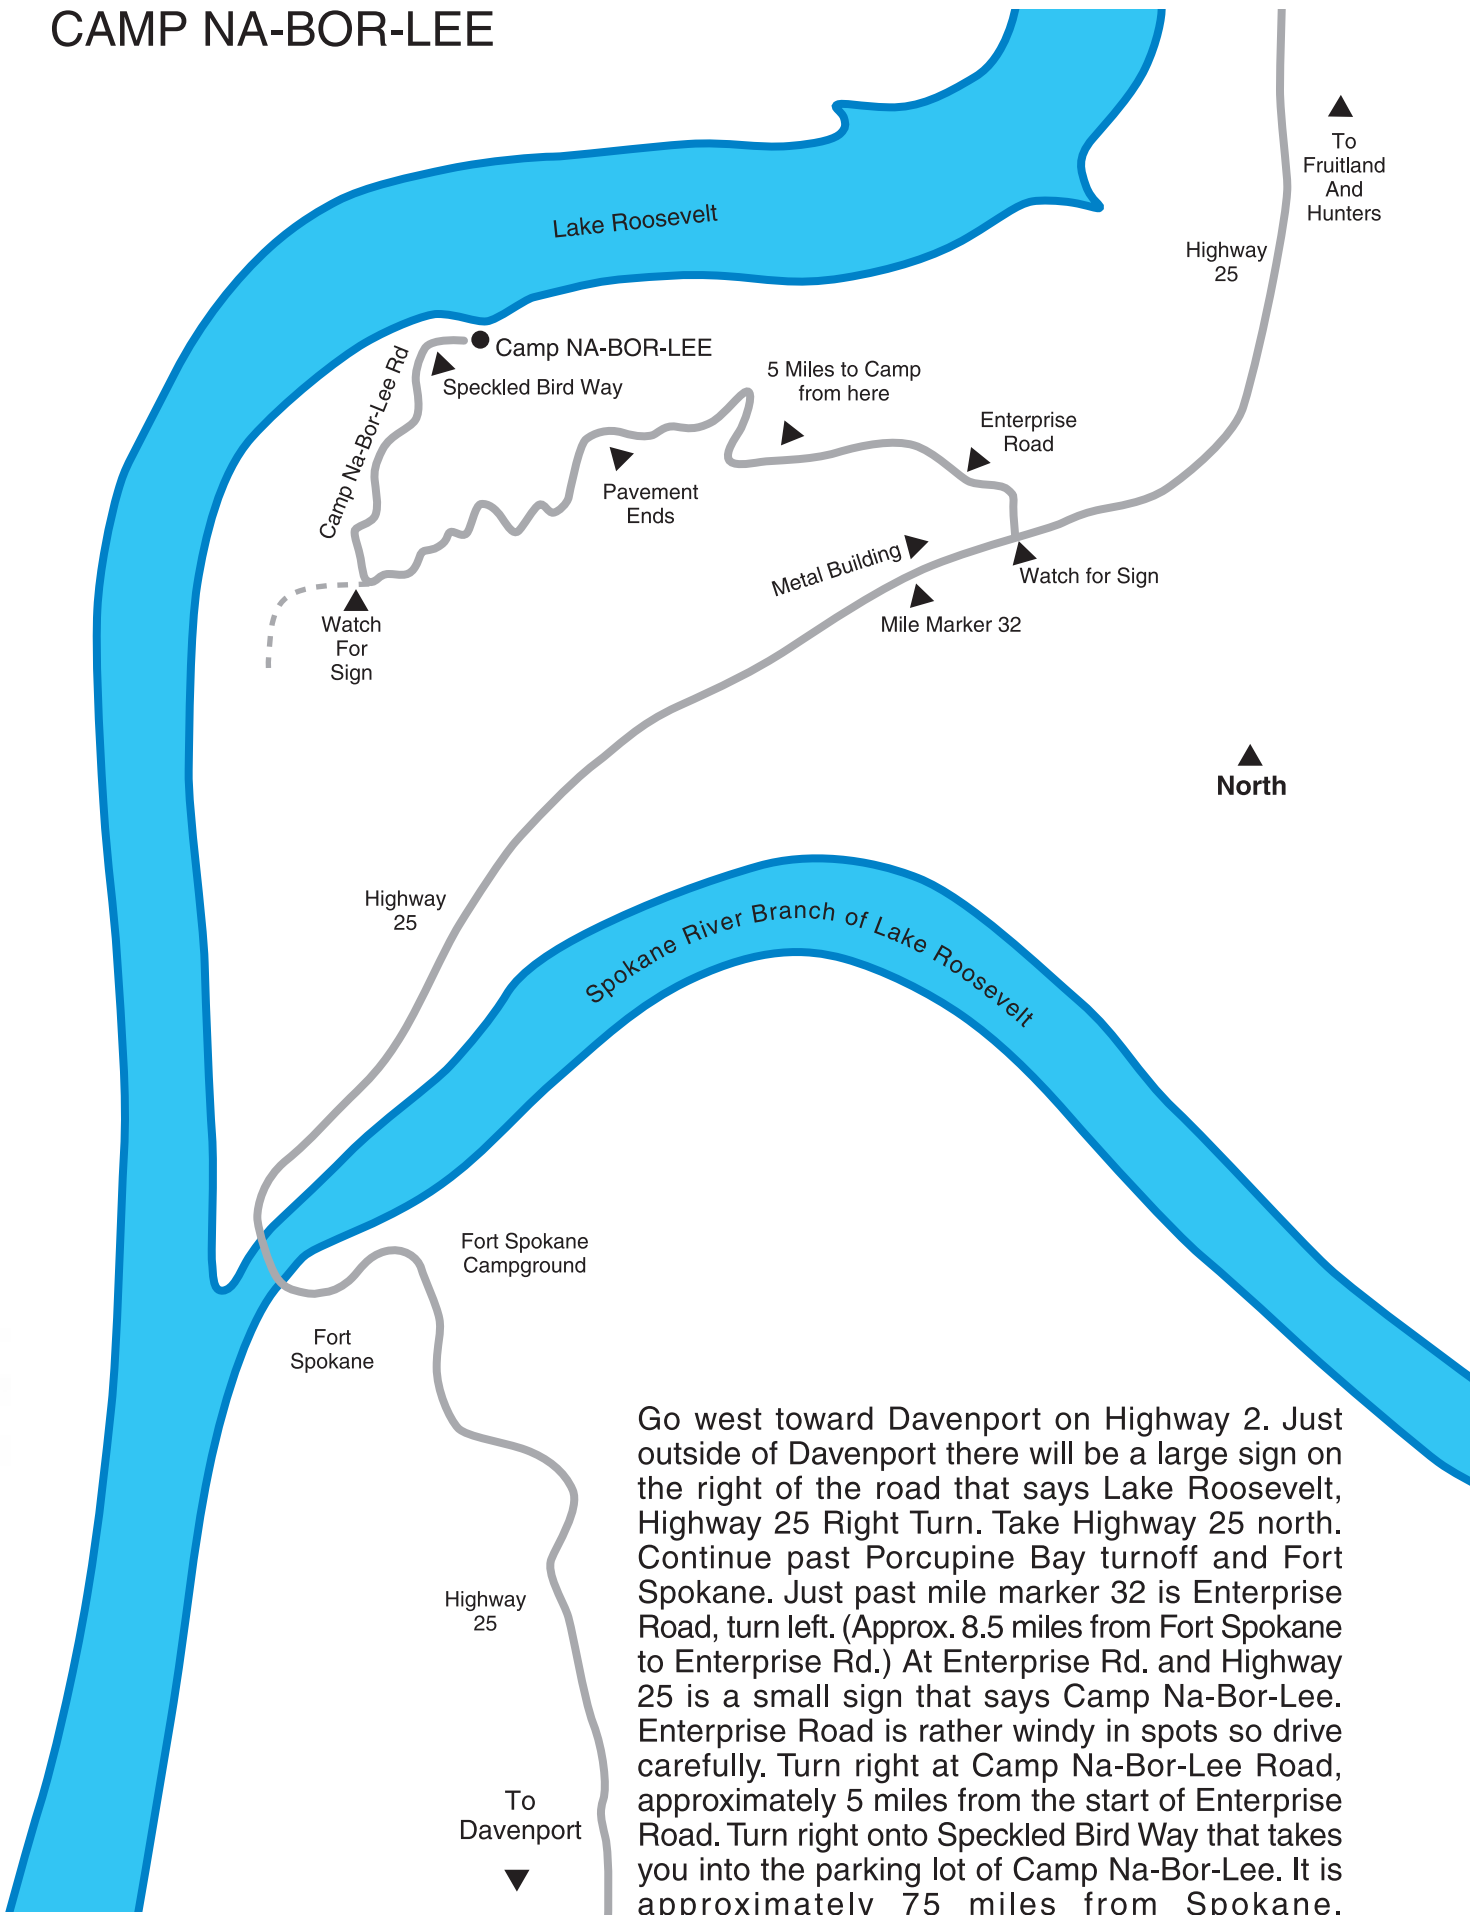 CAMP NA-BOR-LEE
To
Fruitland
And
Hunters
Lake Roosevelt
Highway
25
Camp NA-BOR-LEE
Camp Na-Bor-Lee Rd
Speckled Bird Way
5 Miles to Camp
from here
Enterprise
Road
Pavement
Ends
Metal Building
Watch for Sign
Mile Marker 32
Watch
For
Sign
North
Highway
25
Spokane River Branch of Lake Roosevelt
Fort Spokane
Campground
Fort
Spokane
Highway
25
To
Davenport
Go west toward Davenport on Highway 2. Just
outside of Davenport there will be a large sign on
the right of the road that says Lake Roosevelt,
Highway 25 Right Turn. Take Highway 25 north.
Continue past Porcupine Bay turnoff and Fort
Spokane. Just past mile marker 32 is Enterprise
Road, turn left. (Approx. 8.5 miles from Fort Spokane
to Enterprise Rd.) At Enterprise Rd. and Highway
25 is a small sign that says Camp Na-Bor-Lee.
Enterprise Road is rather windy in spots so drive
carefully. Turn right at Camp Na-Bor-Lee Road,
approximately 5 miles from the start of Enterprise
Road. Turn right onto Speckled Bird Way that takes
you into the parking lot of Camp Na-Bor-Lee. It is
approximately 75 miles from Spokane.